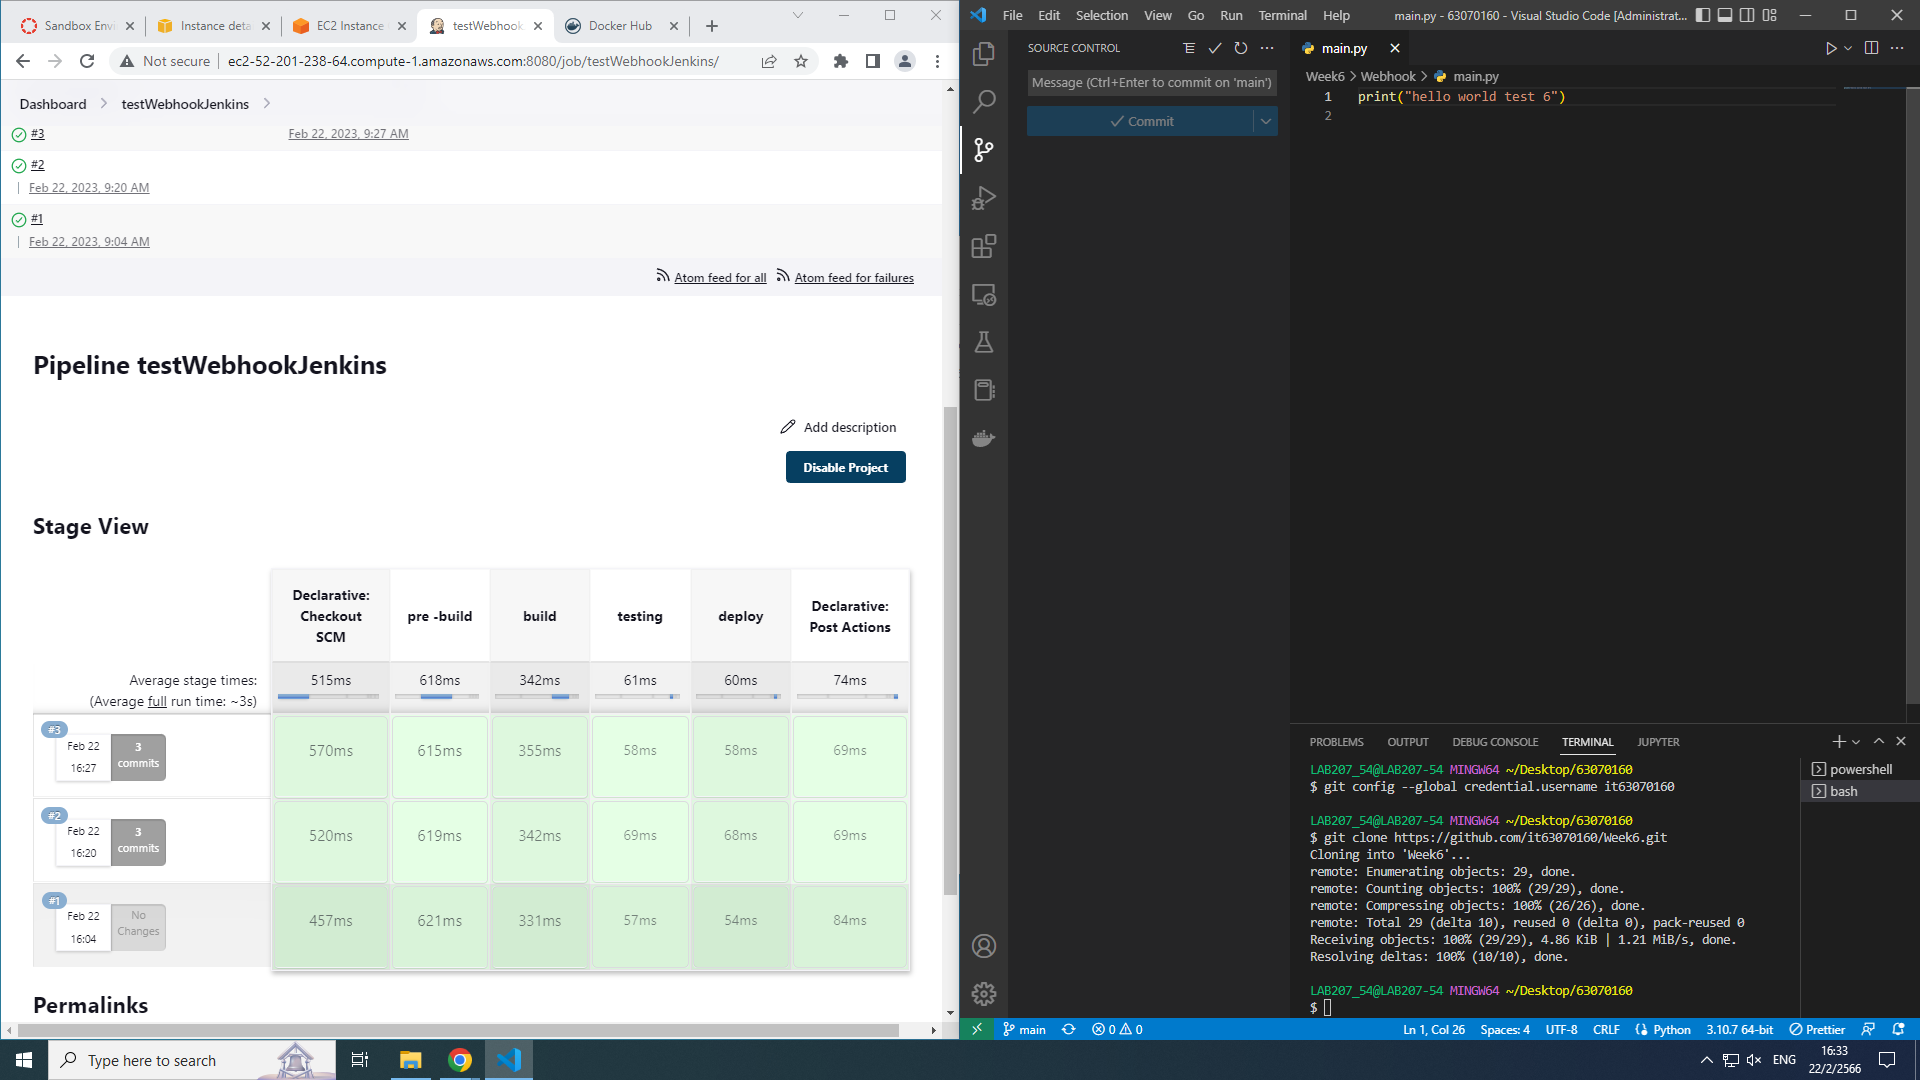 Sandbox Envi
Instance deta
EC2 Instance
testWebhook
Docker Hub
Not secure
ec2-52-201-238-64.compute-1.amazonaws.com:8080/job/testWebhookJenkins/
Dashboard
testWebhookJenkins
#3
Feb 22, 2023, 9:27 AM
#2
Feb 22, 2023, 9:20 AM
#1
Feb 22, 2023, 9:04 AM
Atom feed for all
Atom feed for failures
Pipeline testWebhookJenkins
Add description
Disable Project
Stage View
Declarative: Checkout SCM
pre -build
build
testing
deploy
Declarative: Post Actions
Average stage times:
(Average full run time: ~3s)
515ms
618ms
342ms
61ms
60ms
74ms
#3
Feb 22
16:27
3 commits
570ms
615ms
355ms
58ms
58ms
69ms
#2
Feb 22
16:20
3 commits
520ms
619ms
342ms
69ms
68ms
69ms
#1
Feb 22
16:04
No Changes
457ms
621ms
331ms
57ms
54ms
84ms
Permalinks
File Edit Selection View Go Run Terminal Help
main.py - 63070160 - Visual Studio Code [Administrat...
SOURCE CONTROL
Message (Ctrl+Enter to commit on 'main')
Commit
main.py
Week6 > Webhook > main.py
1 print("hello world test 6")
2
PROBLEMS OUTPUT DEBUG CONSOLE TERMINAL JUPYTER
powershell
bash
LAB207_54@LAB207-54 MINGW64 ~/Desktop/63070160
$ git config --global credential.username it63070160
LAB207_54@LAB207-54 MINGW64 ~/Desktop/63070160
$ git clone https://github.com/it63070160/Week6.git
Cloning into 'Week6'...
remote: Enumerating objects: 29, done.
remote: Counting objects: 100% (29/29), done.
remote: Compressing objects: 100% (26/26), done.
remote: Total 29 (delta 10), reused 0 (delta 0), pack-reused 0
Receiving objects: 100% (29/29), 4.86 KiB | 1.21 MiB/s, done.
Resolving deltas: 100% (10/10), done.
LAB207_54@LAB207-54 MINGW64 ~/Desktop/63070160
$
main
0 0
Ln 1, Col 26
Spaces: 4
UTF-8
CRLF
Python
3.10.7 64-bit
Prettier
Type here to search
ENG
16:33
22/2/2566